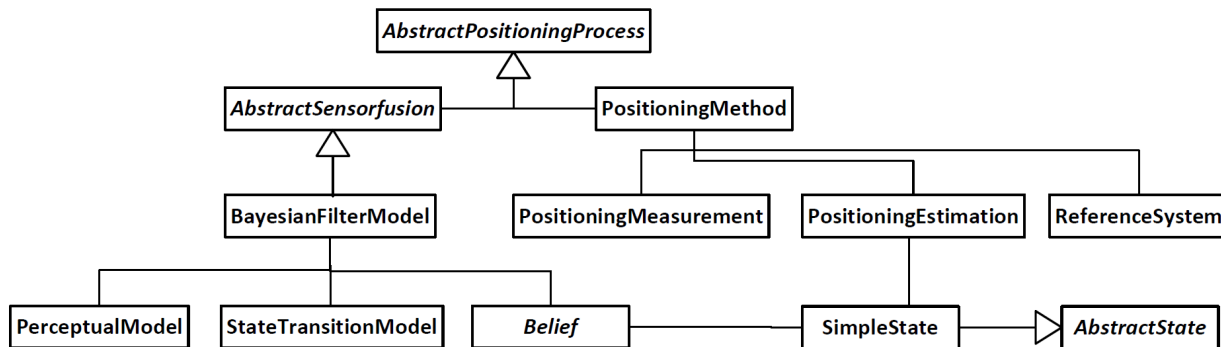 AbstractPositioningProcess
AbstractSensorfusion
PositioningMethod
BayesianFilterModel
PositioningMeasurement
PositioningEstimation
ReferenceSystem
PerceptualModel
StateTransitionModel
Belief
SimpleState
AbstractState